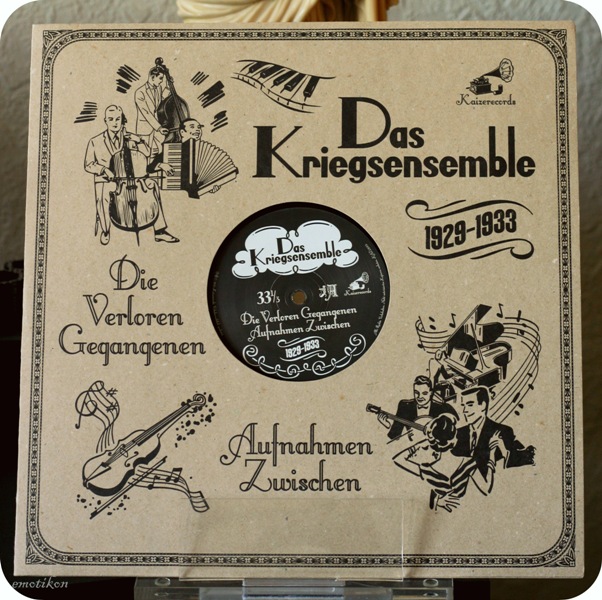 Das
Kriegsensemble
Kaizerecords
1929-1933
Die
Verloren
Gegangenen
Das
Kriegsensemble
33⅓
Kaizerecords
Die Verloren Gegangenen
Aufnahmen Zwischen
1929-1933
Aufnahmen
Zwischen
emotikon